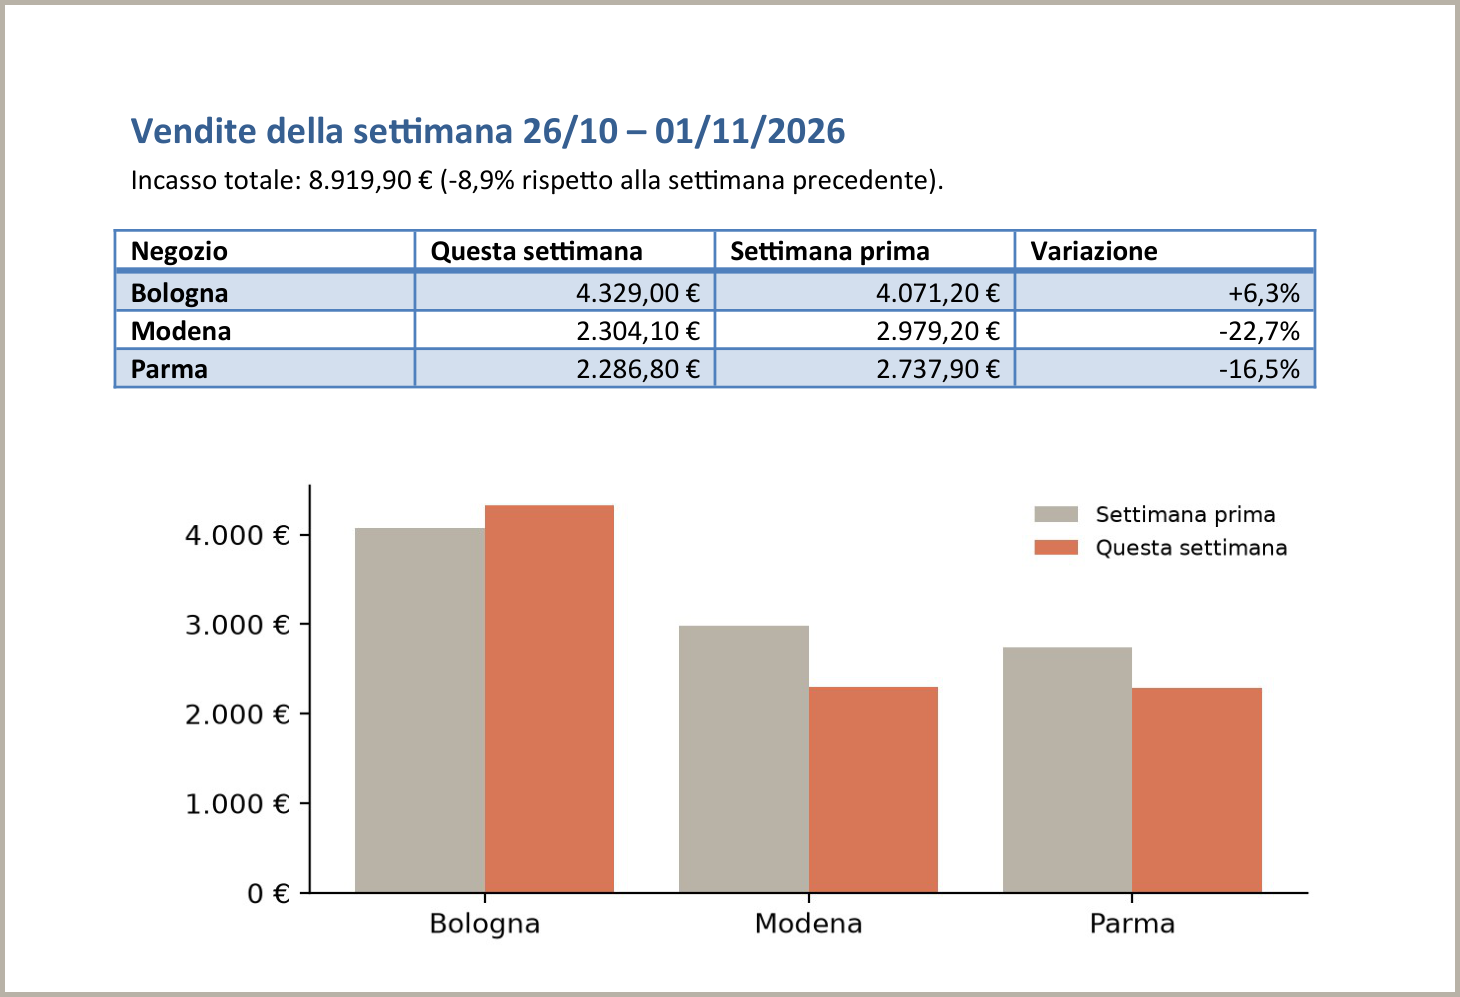 Vendite della settimana 26/10 – 01/11/2026
Incasso totale: 8.919,90 € (-8,9% rispetto alla settimana precedente).
Negozio Questa settimana Settimana prima Variazione
Bologna 4.329,00 € 4.071,20 € +6,3%
Modena 2.304,10 € 2.979,20 € -22,7%
Parma 2.286,80 € 2.737,90 € -16,5%
Settimana prima
Questa settimana
4.000 €
3.000 €
2.000 €
1.000 €
0 €
Bologna Modena Parma